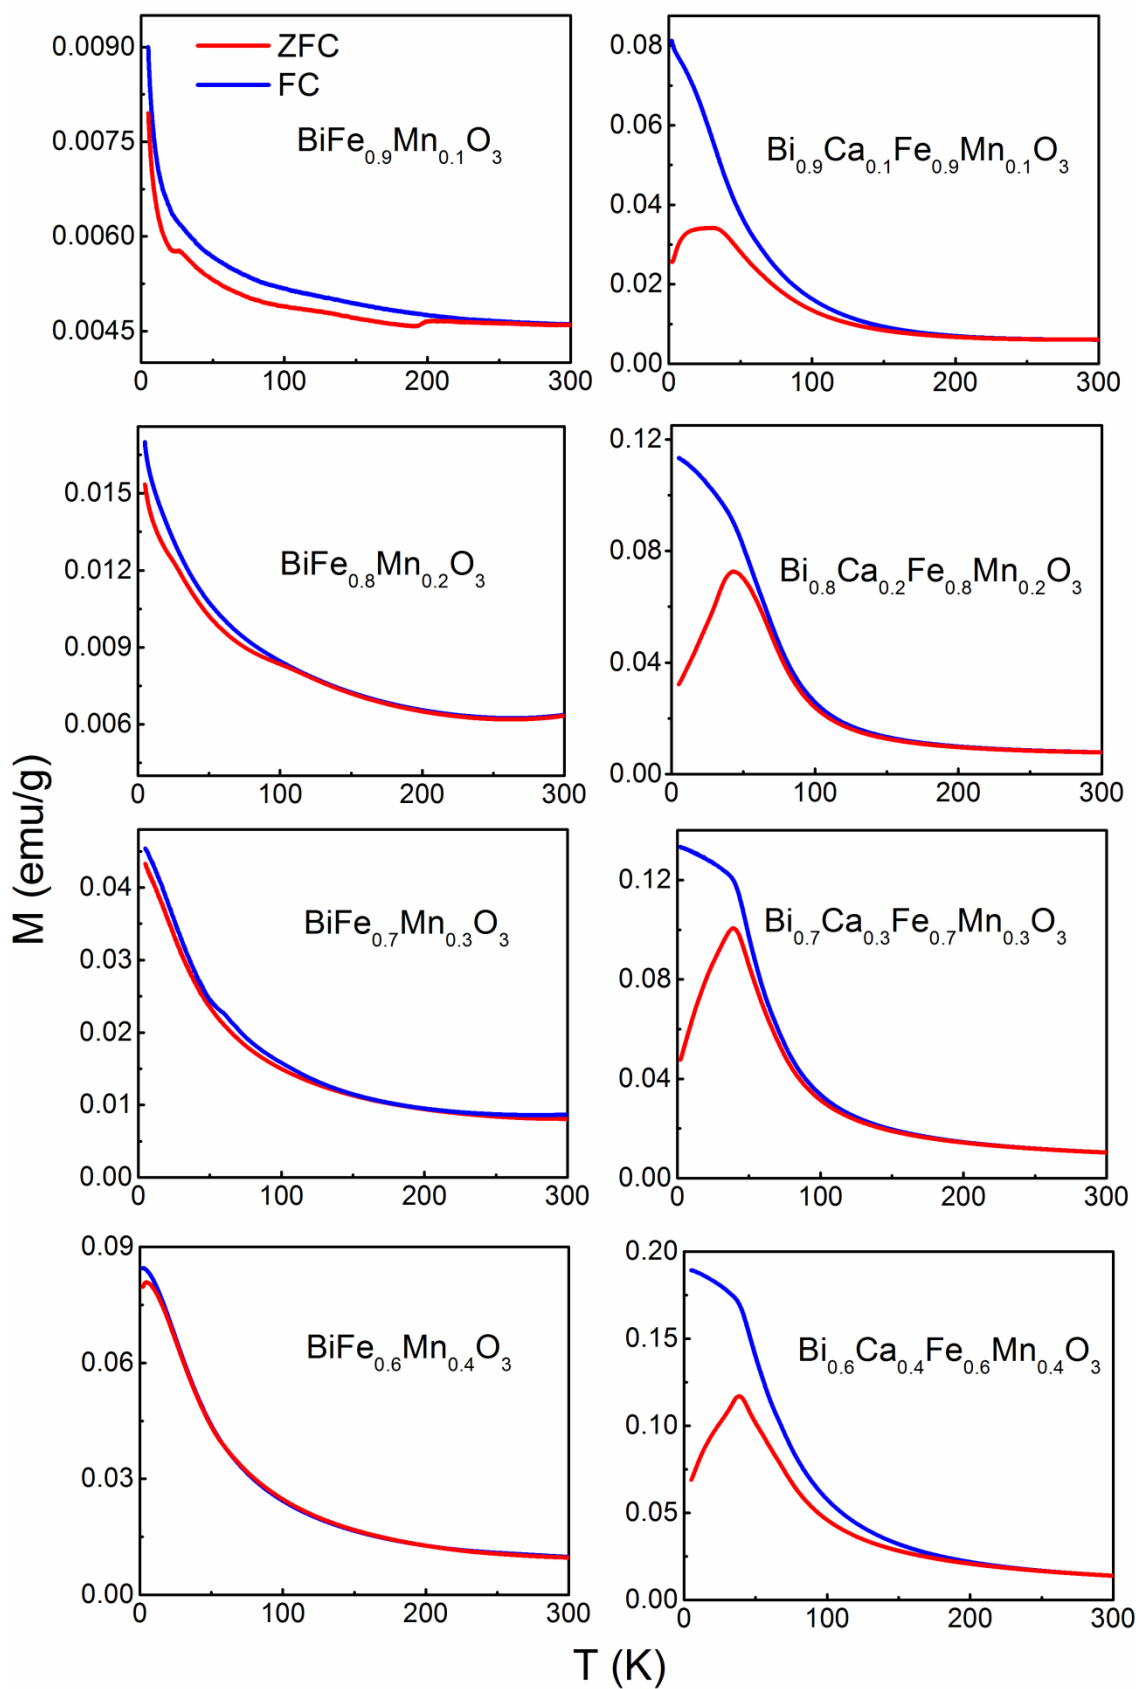 0.0090
0.0075
0.0060
0.0045
ZFC
FC
BiFe0.9Mn0.1O3
0 100 200 300
0.08
0.06
0.04
0.02
0.00
Bi0.9Ca0.1Fe0.9Mn0.1O3
0 100 200 300
0.015
0.012
0.009
0.006
BiFe0.8Mn0.2O3
0 100 200 300
0.12
0.08
0.04
0.00
Bi0.8Ca0.2Fe0.8Mn0.2O3
0 100 200 300
M (emu/g)
0.04
0.03
0.02
0.01
0.00
BiFe0.7Mn0.3O3
0 100 200 300
0.12
0.08
0.04
0.00
Bi0.7Ca0.3Fe0.7Mn0.3O3
0 100 200 300
0.09
0.06
0.03
0.00
BiFe0.6Mn0.4O3
0 100 200 300
0.20
0.15
0.10
0.05
0.00
Bi0.6Ca0.4Fe0.6Mn0.4O3
0 100 200 300
T (K)